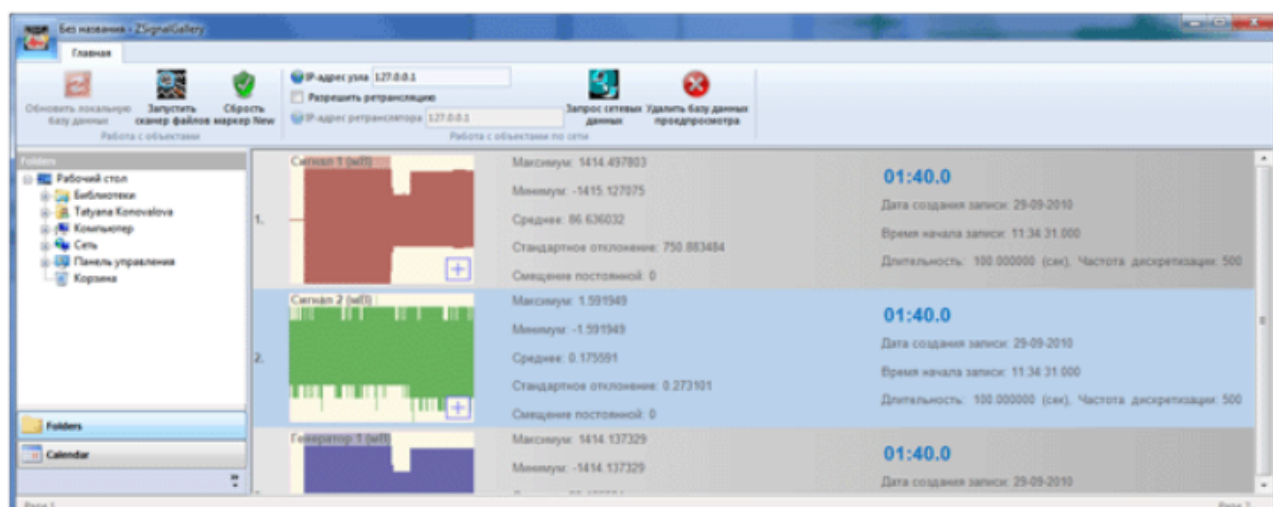 Без названия - ZSignalGallery
Главная
Обновить локальную базу данных
Запустить сканер файлов
Сбрость маркер New
Работа с объектами
IP-адрес узла 127.0.0.1
Разрешить ретрансляцию
IP-адрес ретранслятора 127.0.0.1
Запрос сетевых данных
Удалить базу данных проедпросмотра
Работа с объектами по сети
Folders
Рабочий стол
Библиотеки
Tatyana Konovalova
Компьютер
Сеть
Панель управления
Корзина
Folders
Calendar
1.
Сигнал 1 (мВ)
Максимум: 1414.497803
Минимум: -1415.127075
Среднее: 86.636032
Стандартное отклонение: 750.883484
Смещение постоянной: 0
01:40.0
Дата создания записи: 29-09-2010
Время начала записи: 11:34:31.000
Длительность: 100.000000 (сек), Частота дискретизации: 500
2.
Сигнал 2 (мВ)
Максимум: 1.591949
Минимум: -1.591949
Среднее: 0.175591
Стандартное отклонение: 0.273101
Смещение постоянной: 0
01:40.0
Дата создания записи: 29-09-2010
Время начала записи: 11:34:31.000
Длительность: 100.000000 (сек), Частота дискретизации: 500
Генератор 1 (мВ)
Максимум: 1414.137329
Минимум: -1414.137329
01:40.0
Дата создания записи: 29-09-2010